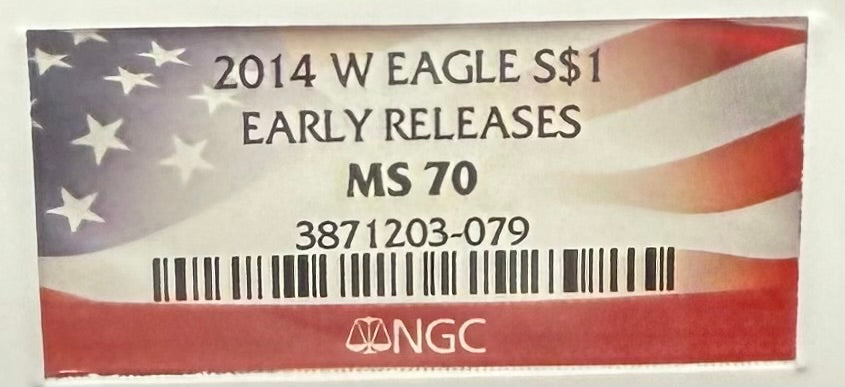 2014 W EAGLE S$1
EARLY RELEASES
MS 70
3871203-079
NGC